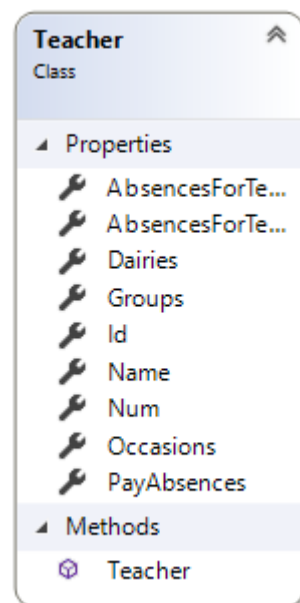 Teacher
Class
Properties
AbsencesForTe...
AbsencesForTe...
Dairies
Groups
Id
Name
Num
Occasions
PayAbsences
Methods
Teacher